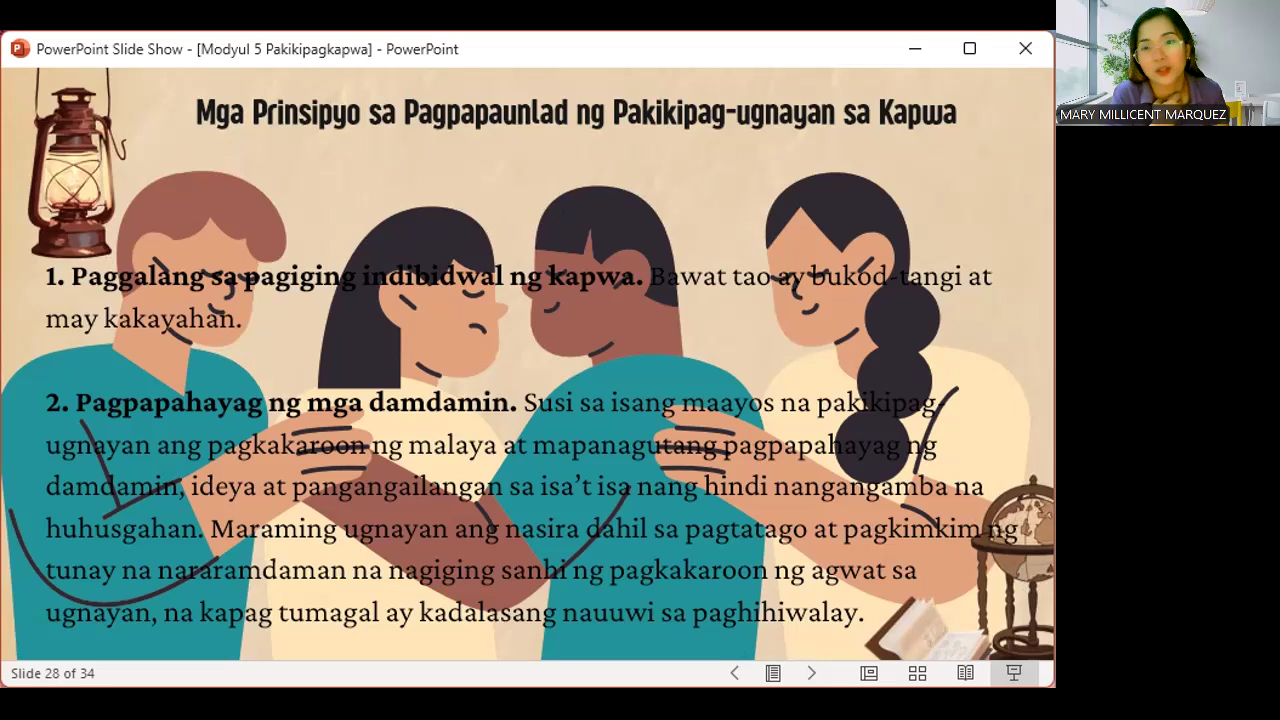 PowerPoint Slide Show - [Modyul 5 Pakikipagkapwa] - PowerPoint
MARY MILLICENT MARQUEZ
Mga Prinsipyo sa Pagpapaunlad ng Pakikipag-ugnayan sa Kapwa
1. Paggalang sa pagiging indibidwal ng kapwa. Bawat tao ay bukod-tangi at
may kakayahan.
2. Pagpapahayag ng mga damdamin. Susi sa isang maayos na pakikipag-
ugnayan ang pagkakaroon ng malaya at mapanagutang pagpapahayag ng
damdamin, ideya at pangangailangan sa isa’t isa nang hindi nangangamba na
huhusgahan. Maraming ugnayan ang nasira dahil sa pagtatago at pagkimkim ng
tunay na nararamdaman na nagiging sanhi ng pagkakaroon ng agwat sa
ugnayan, na kapag tumagal ay kadalasang nauuwi sa paghihiwalay.
Slide 28 of 34